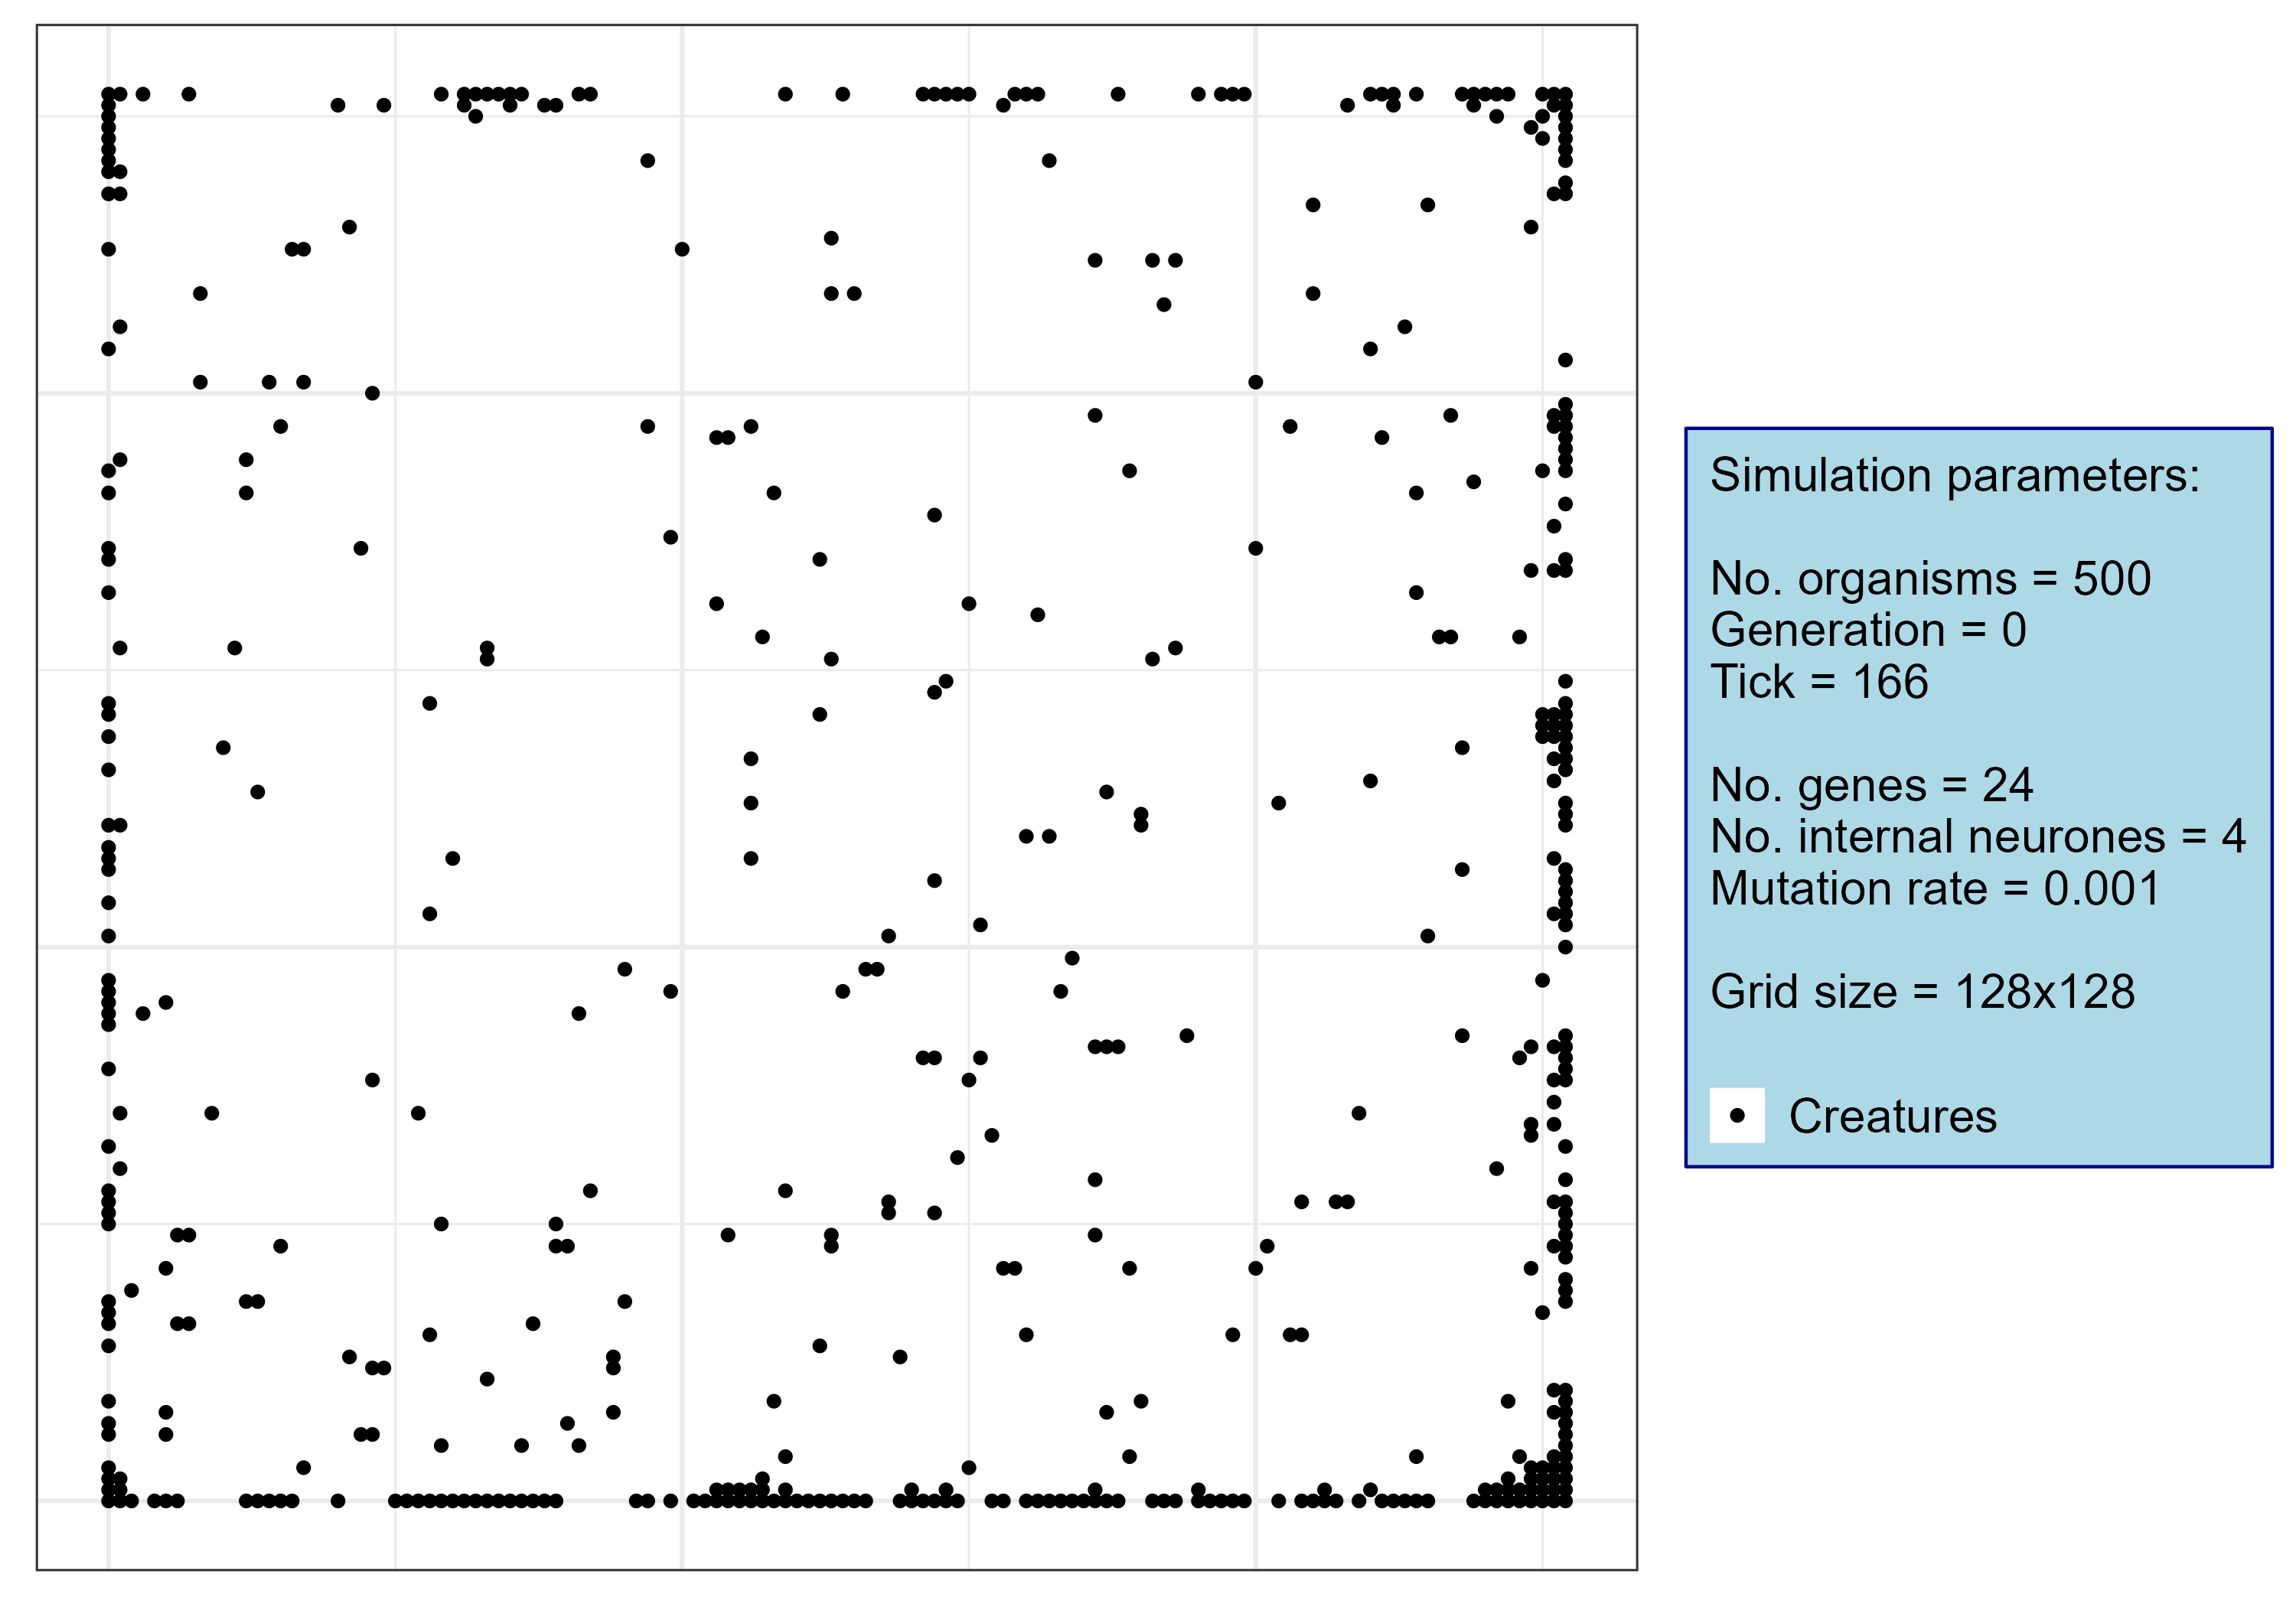 Simulation parameters:
No. organisms = 500
Generation = 0
Tick = 166
No. genes = 24
No. internal neurones = 4
Mutation rate = 0.001
Grid size = 128x128
Creatures